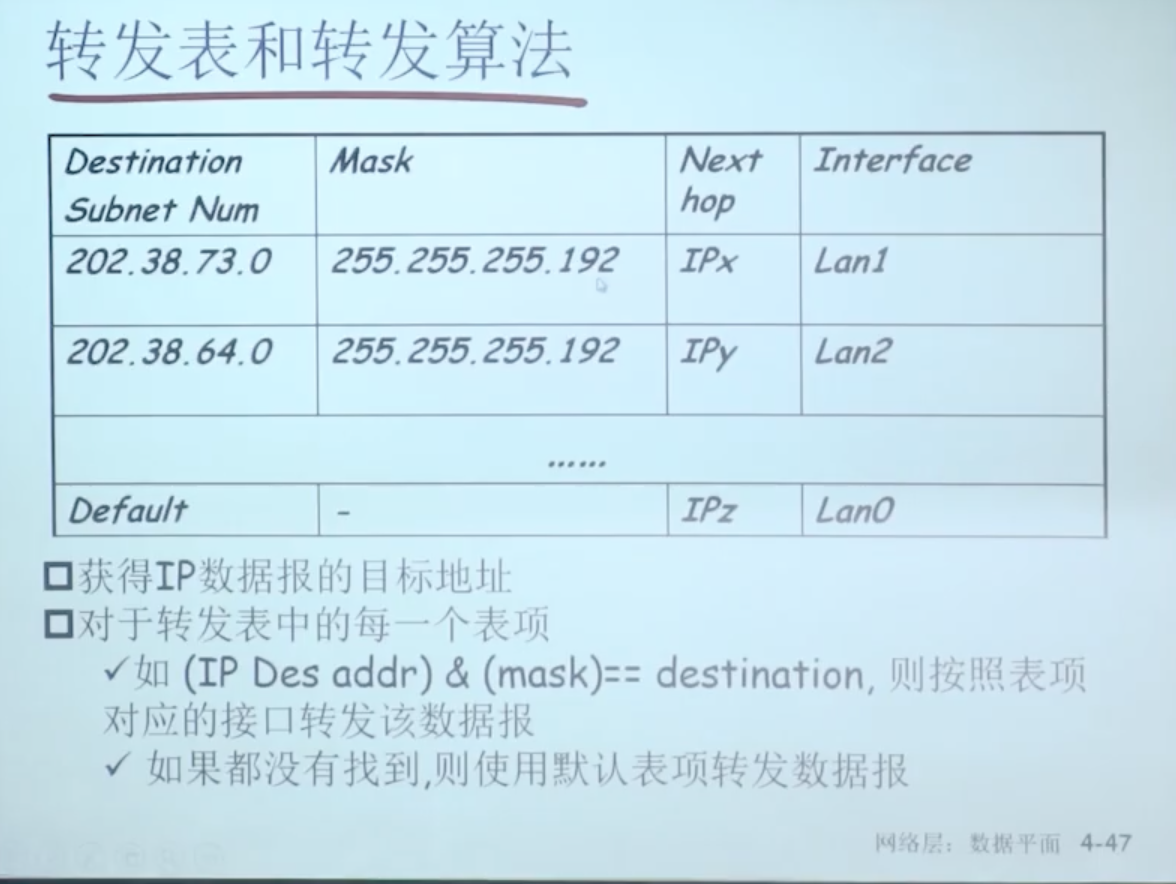 转发表和转发算法
Destination Subnet Num Mask Next hop Interface
202.38.73.0 255.255.255.192 IPx Lan1
202.38.64.0 255.255.255.192 IPy Lan2
......
Default - IPz Lan0
获得IP数据报的目标地址
对于转发表中的每一个表项
✓如 (IP Des addr) & (mask)== destination, 则按照表项
对应的接口转发该数据报
✓ 如果都没有找到,则使用默认表项转发数据报
网络层：数据平面 4-47